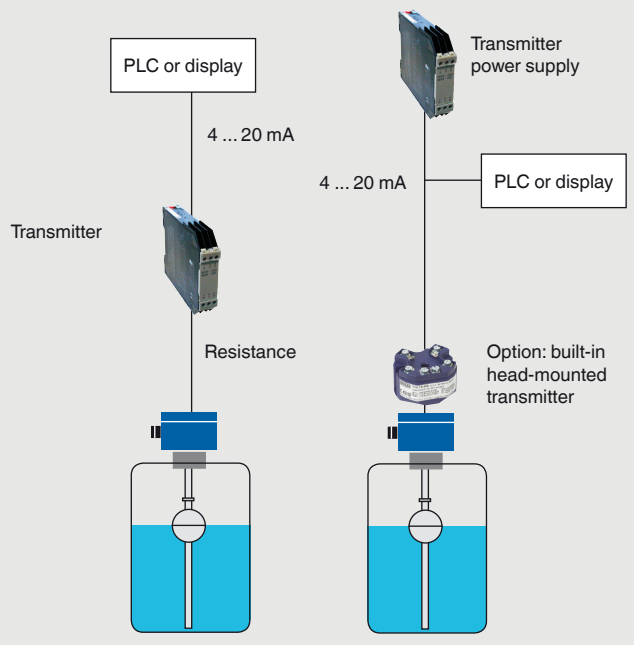 PLC or display
4 ... 20 mA
Transmitter
Resistance
Transmitter
power supply
4 ... 20 mA
PLC or display
Option: built-in
head-mounted
transmitter